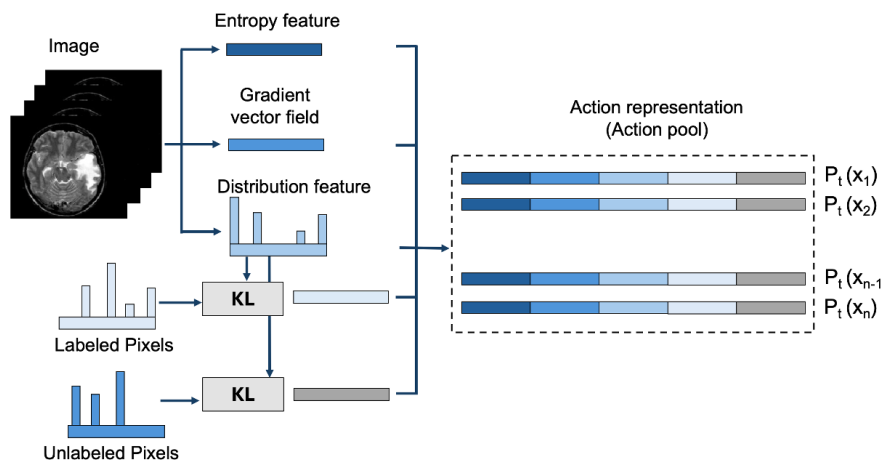 Entropy feature
Image
Gradient
vector field
Distribution feature
Action representation
(Action pool)
Pₜ(x₁)
Pₜ(x₂)
Pₜ(xₙ₋₁
Pₜ(xₙ)
KL
Labeled Pixels
KL
Unlabeled Pixels